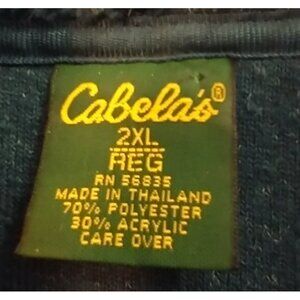 Cabela's®
2XL
REG
RN 56835
MADE IN THAILAND
70% POLYESTER
30% ACRYLIC
CARE OVER